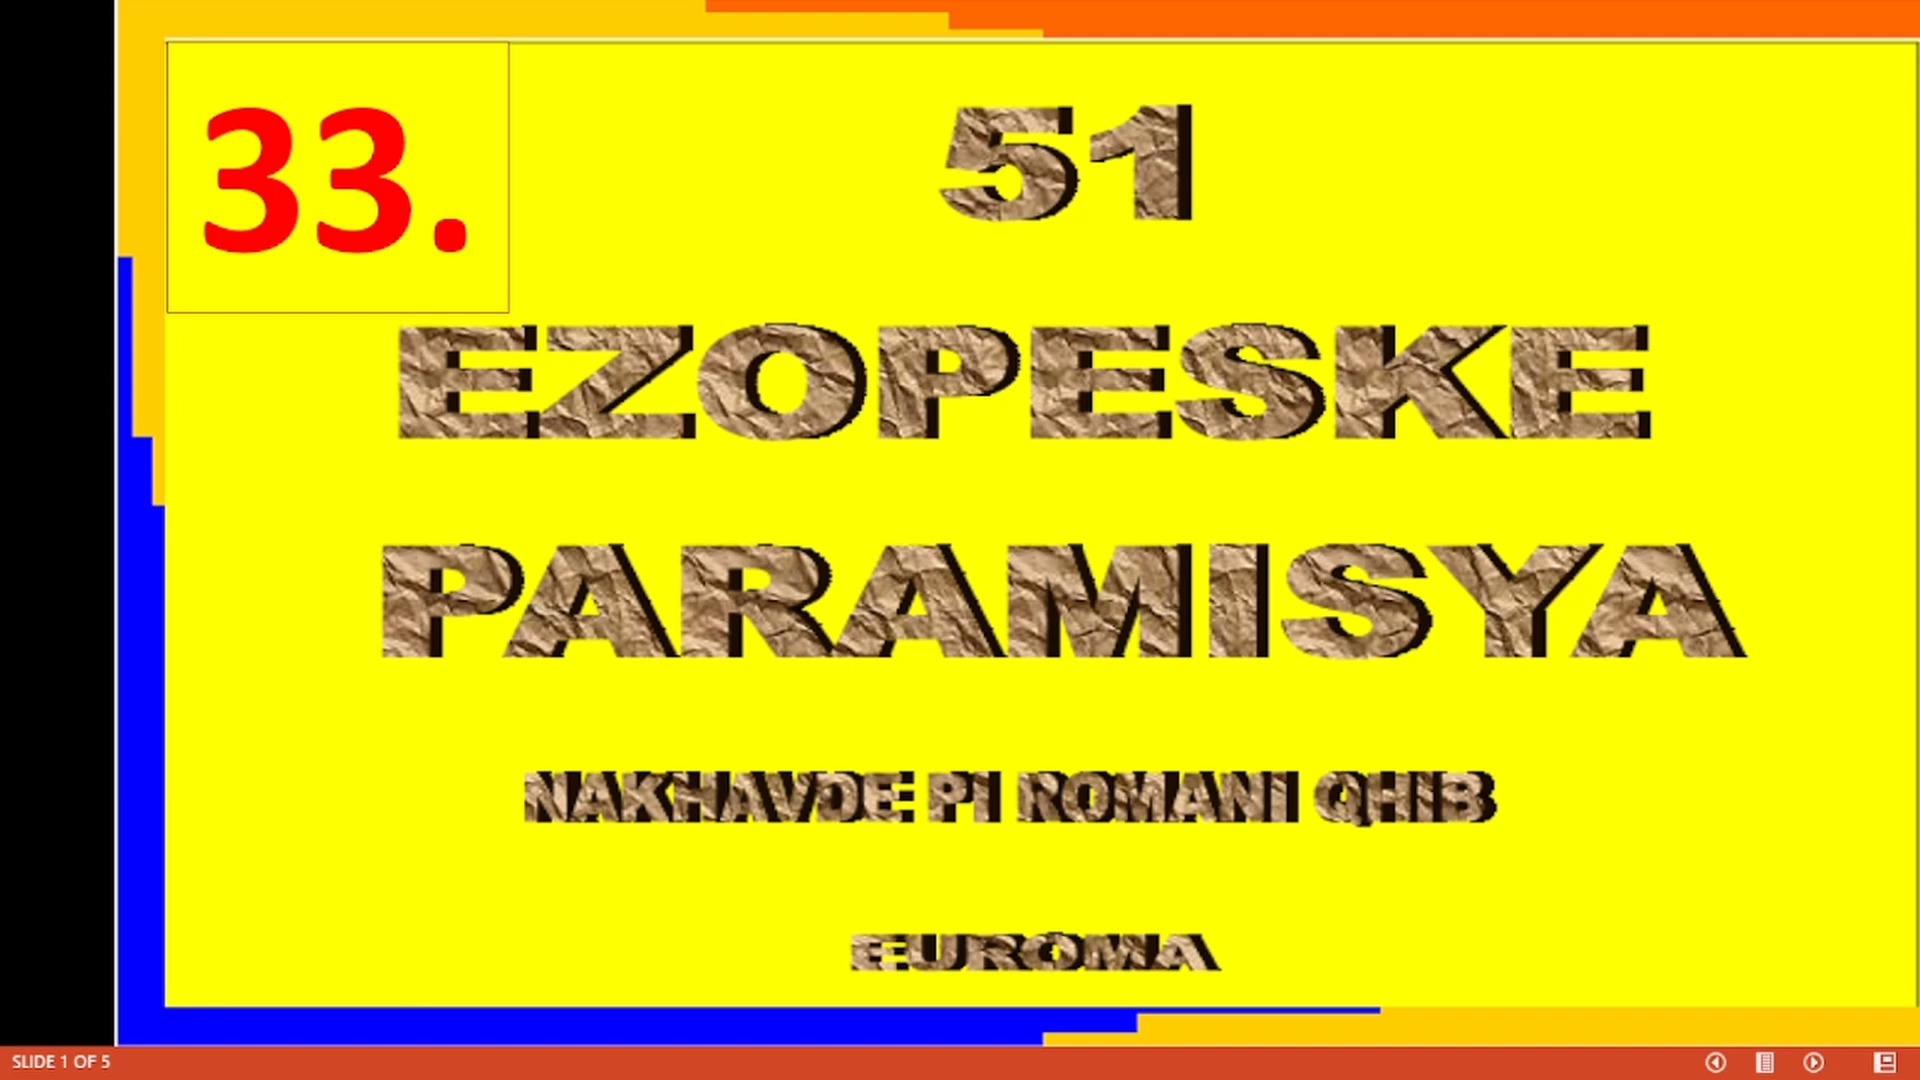 33.
51
EZOPESKE
PARAMISYA
NAKHAVDE PI ROMANI QHIB
EUROMA
SLIDE 1 OF 5